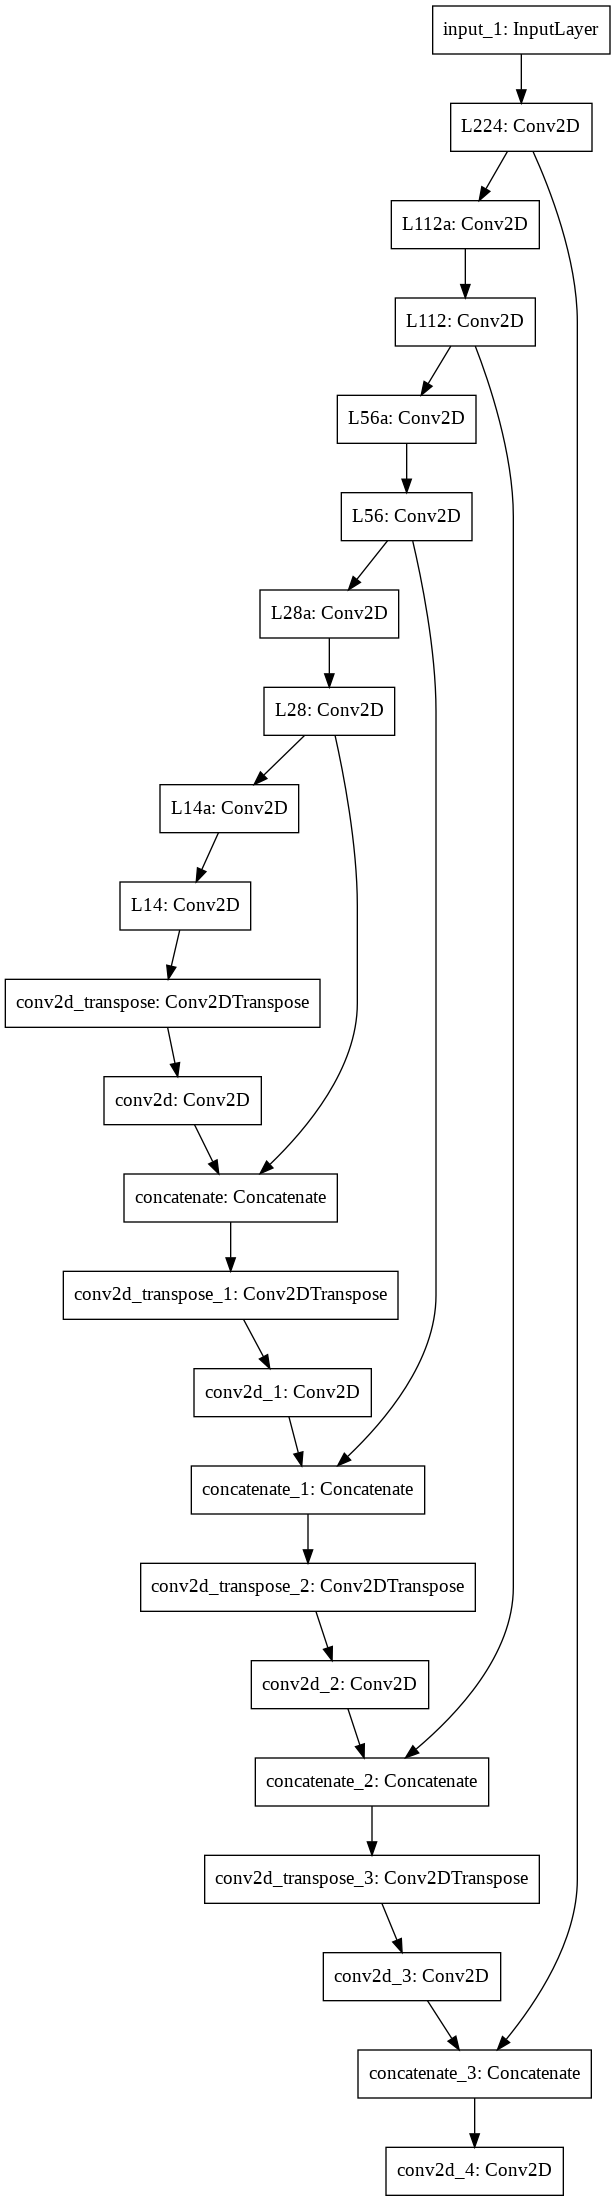 input_1: InputLayer
L224: Conv2D
L112a: Conv2D
L112: Conv2D
L56a: Conv2D
L56: Conv2D
L28a: Conv2D
L28: Conv2D
L14a: Conv2D
L14: Conv2D
conv2d_transpose: Conv2DTranspose
conv2d: Conv2D
concatenate: Concatenate
conv2d_transpose_1: Conv2DTranspose
conv2d_1: Conv2D
concatenate_1: Concatenate
conv2d_transpose_2: Conv2DTranspose
conv2d_2: Conv2D
concatenate_2: Concatenate
conv2d_transpose_3: Conv2DTranspose
conv2d_3: Conv2D
concatenate_3: Concatenate
conv2d_4: Conv2D